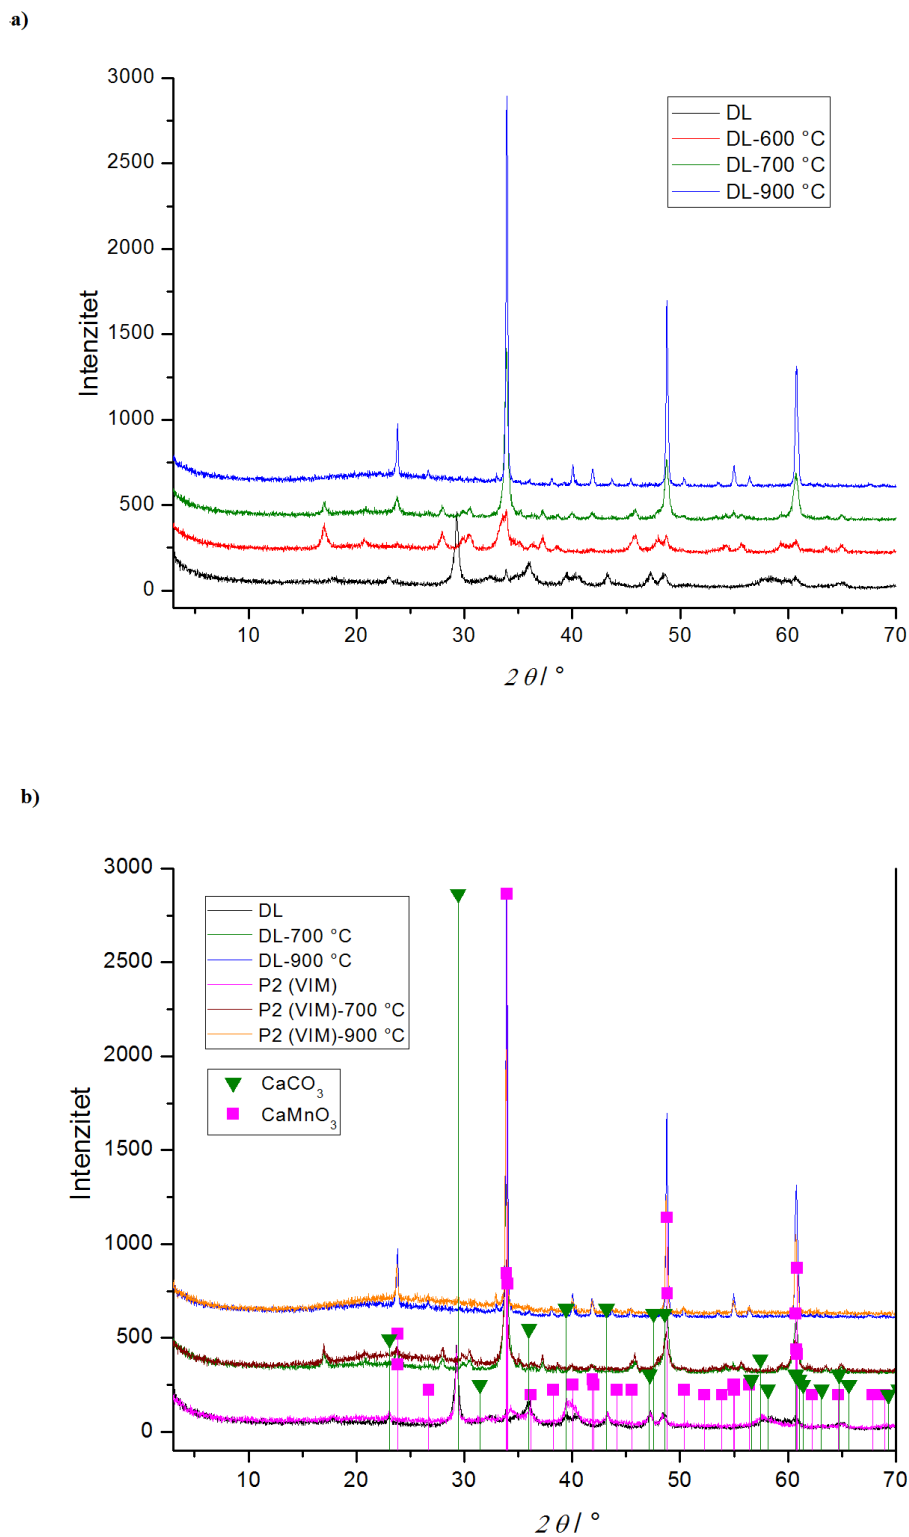 a)
3000
2500
2000
1500
1000
500
0
Intenzitet
DL
DL-600 °C
DL-700 °C
DL-900 °C
10 20 30 40 50 60 70
2 θ / °
b)
3000
2500
2000
1500
1000
500
0
Intenzitet
DL
DL-700 °C
DL-900 °C
P2 (VIM)
P2 (VIM)-700 °C
P2 (VIM)-900 °C
CaCO₃
CaMnO₃
10 20 30 40 50 60 70
2 θ / °